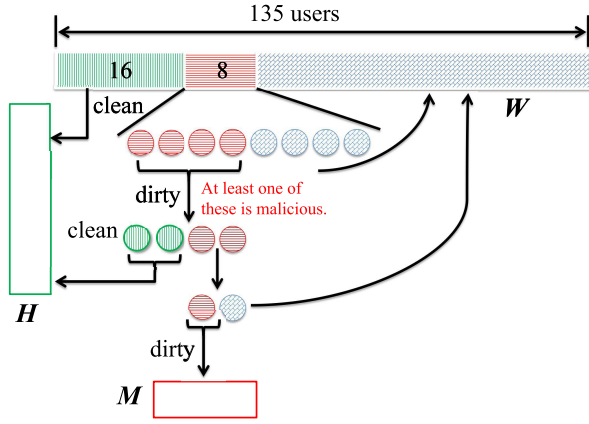 135 users
16
8
clean
W
dirty
At least one of
these is malicious.
clean
H
dirty
M